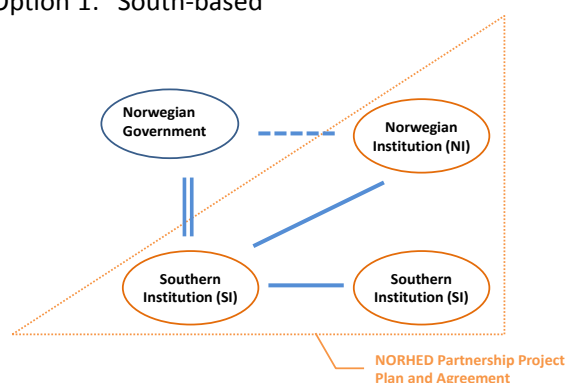 Option 1: "South-based"
Norwegian
Government
Norwegian
Institution (NI)
Southern
Institution (SI)
Southern
Institution (SI)
NORHED Partnership Project
Plan and Agreement